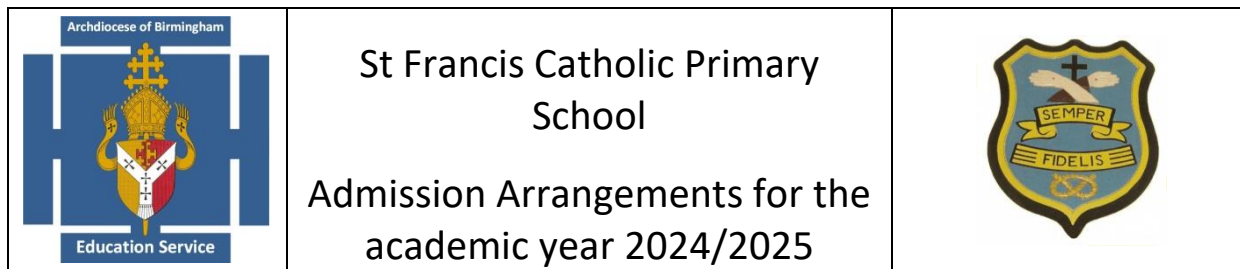 Archdiocese of Birmingham
Education Service
St Francis Catholic Primary
School
Admission Arrangements for the
academic year 2024/2025
SEMPER
FIDELIS